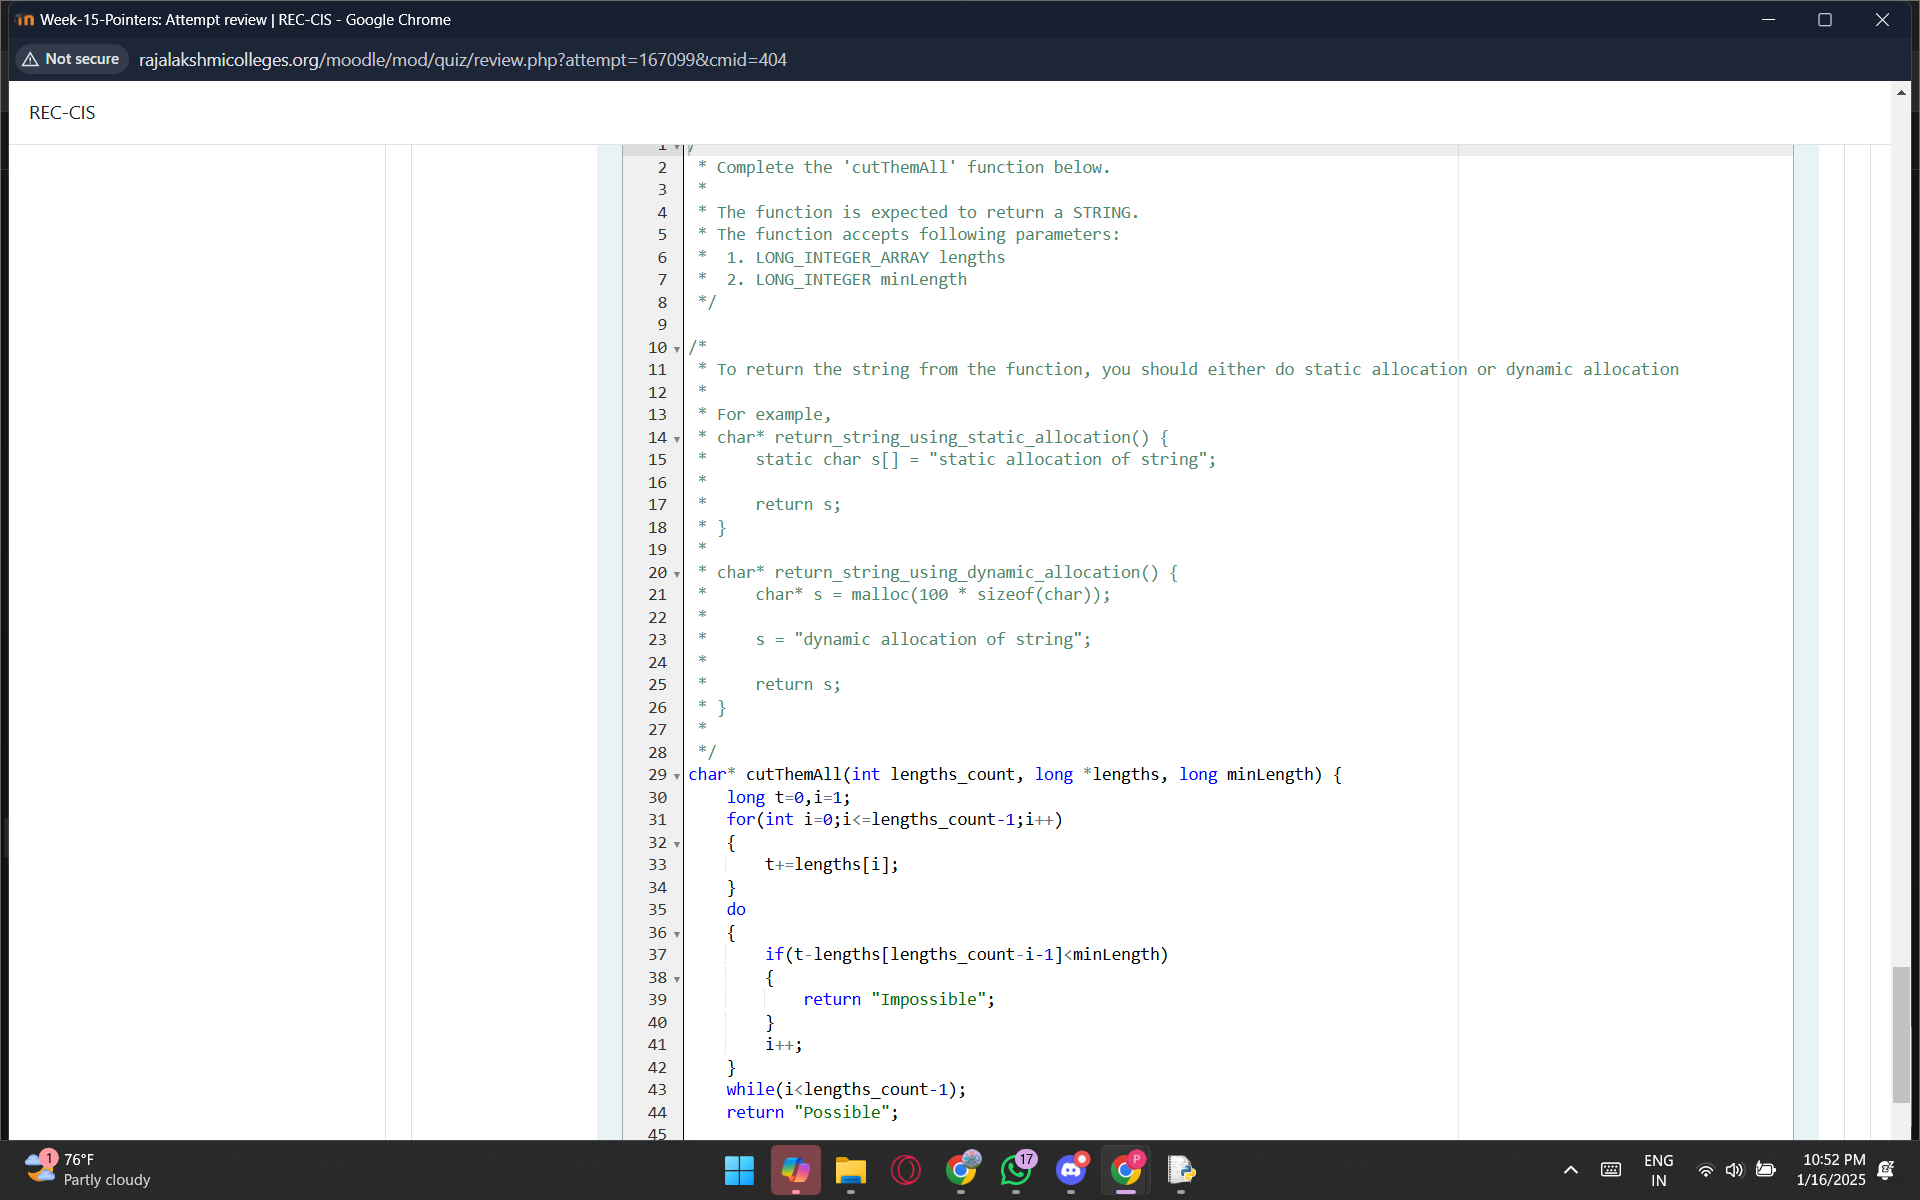 Week-15-Pointers: Attempt review | REC-CIS - Google Chrome
Not secure rajalakshmicolleges.org/moodle/mod/quiz/review.php?attempt=167099&cmid=404
REC-CIS
1 /
2 * Complete the 'cutThemAll' function below.
3 *
4 * The function is expected to return a STRING.
5 * The function accepts following parameters:
6 *  1. LONG_INTEGER_ARRAY lengths
7 *  2. LONG_INTEGER minLength
8 */
9
10 /*
11 * To return the string from the function, you should either do static allocation or dynamic allocation
12 *
13 * For example,
14 * char* return_string_using_static_allocation() {
15 *     static char s[] = "static allocation of string";
16 *
17 *     return s;
18 * }
19 *
20 * char* return_string_using_dynamic_allocation() {
21 *     char* s = malloc(100 * sizeof(char));
22 *
23 *     s = "dynamic allocation of string";
24 *
25 *     return s;
26 * }
27 *
28 */
29 char* cutThemAll(int lengths_count, long *lengths, long minLength) {
30     long t=0,i=1;
31     for(int i=0;i<=lengths_count-1;i++)
32     {
33         t+=lengths[i];
34     }
35     do
36     {
37         if(t-lengths[lengths_count-i-1]<minLength)
38         {
39             return "Impossible";
40         }
41         i++;
42     }
43     while(i<lengths_count-1);
44     return "Possible";
45
1 76°F
Partly cloudy
17
P
ENG
IN
10:52 PM
1/16/2025